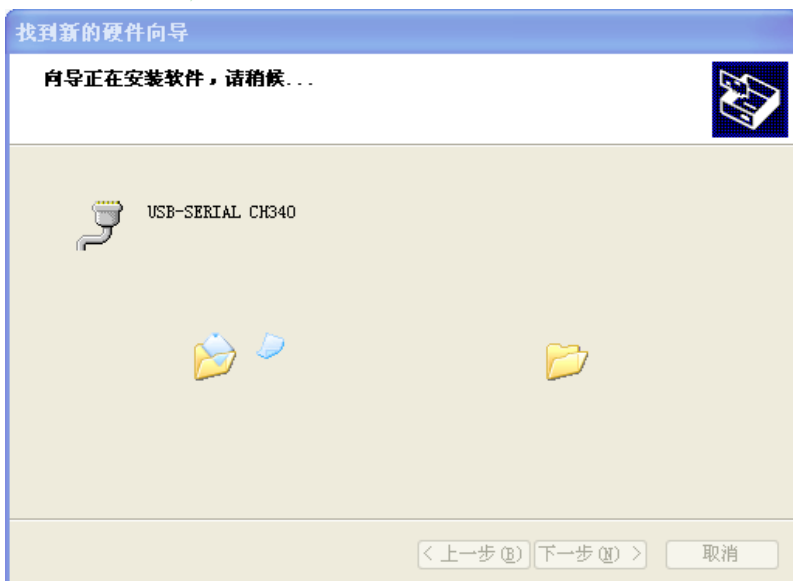 找到新的硬件向导
向导正在安装软件，请稍候...
USB-SERIAL CH340
< 上一步(B) 下一步(N) > 取消